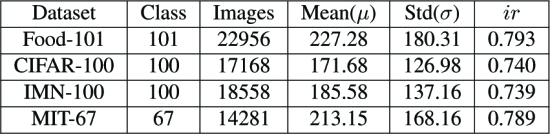 Dataset Class Images Mean(μ) Std(σ) ir
Food-101 101 22956 227.28 180.31 0.793
CIFAR-100 100 17168 171.68 126.98 0.740
IMN-100 100 18558 185.58 137.16 0.739
MIT-67 67 14281 213.15 168.16 0.789